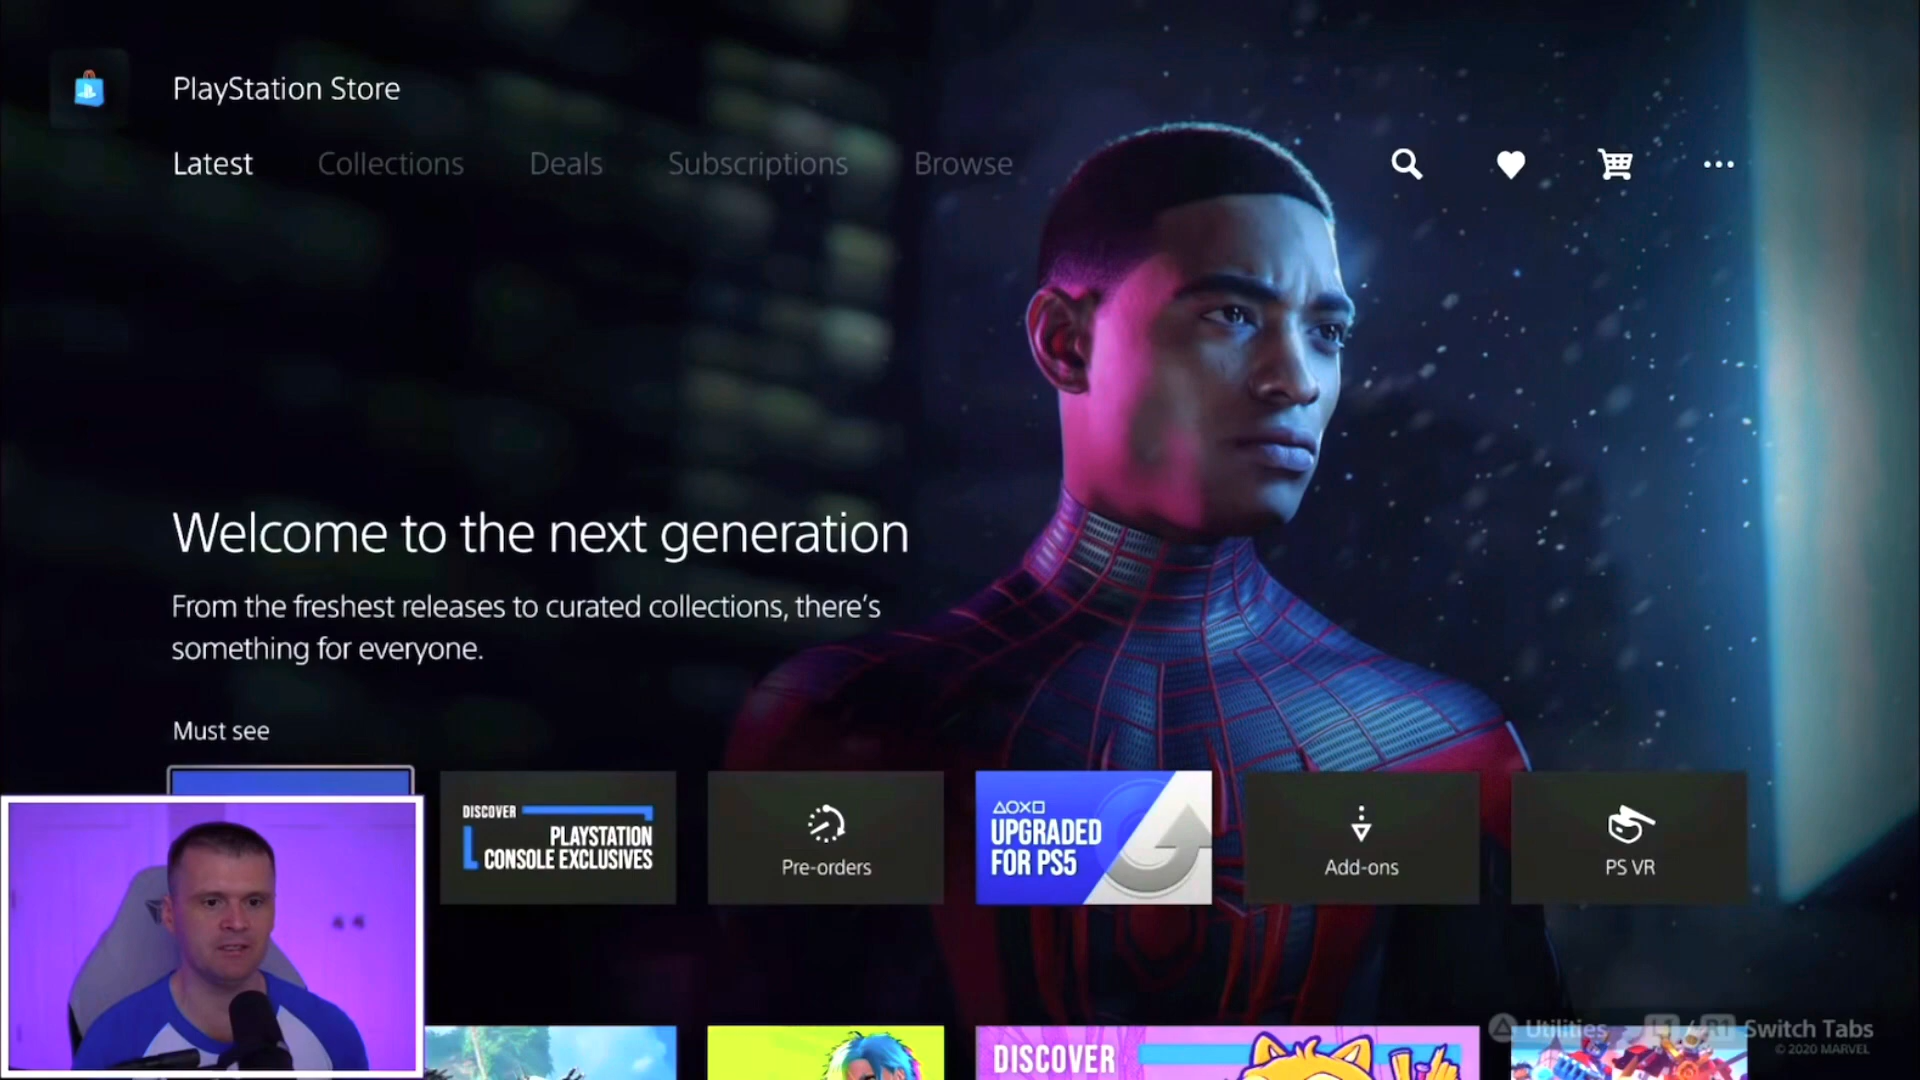 PlayStation Store
Latest
Collections
Deals
Subscriptions
Browse
Welcome to the next generation
From the freshest releases to curated collections, there's
something for everyone.
Must see
DISCOVER
PLAYSTATION
CONSOLE EXCLUSIVES
Pre-orders
UPGRADED
FOR PS5
Add-ons
PS VR
DISCOVER
Utilities
L1 / R1 Switch Tabs
© 2020 MARVEL